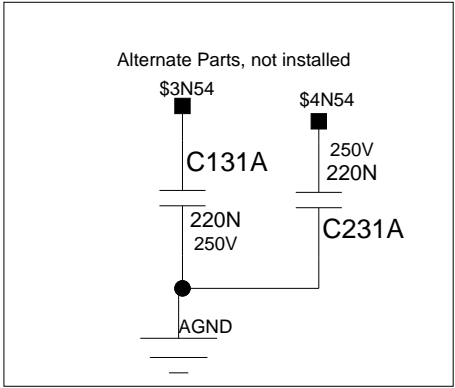 Alternate Parts, not installed
$3N54
$4N54
C131A
250V
220N
220N
250V
C231A
AGND